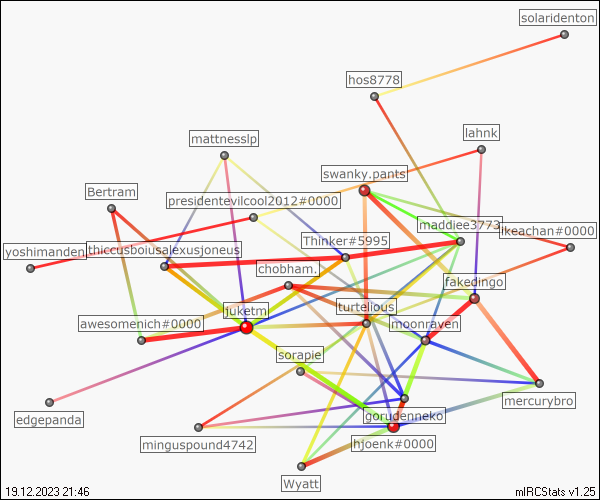 solaridenton
hos8778
lahnk
mattnesslp
swanky.pants
Bertram
presidentevilcool2012#0000
maddiee3773
ikeachan#0000
Thinker#5995
yoshimanden
thiccusboiusalexusjoneus
chobham.
fakedingo
juketm
turtelious
awesomenich#0000
moonraven
sorapie
mercurybro
edgepanda
gorudenneko
minguspound4742
hjoenk#0000
Wyatt
19.12.2023 21:46
mIRCStats v1.25